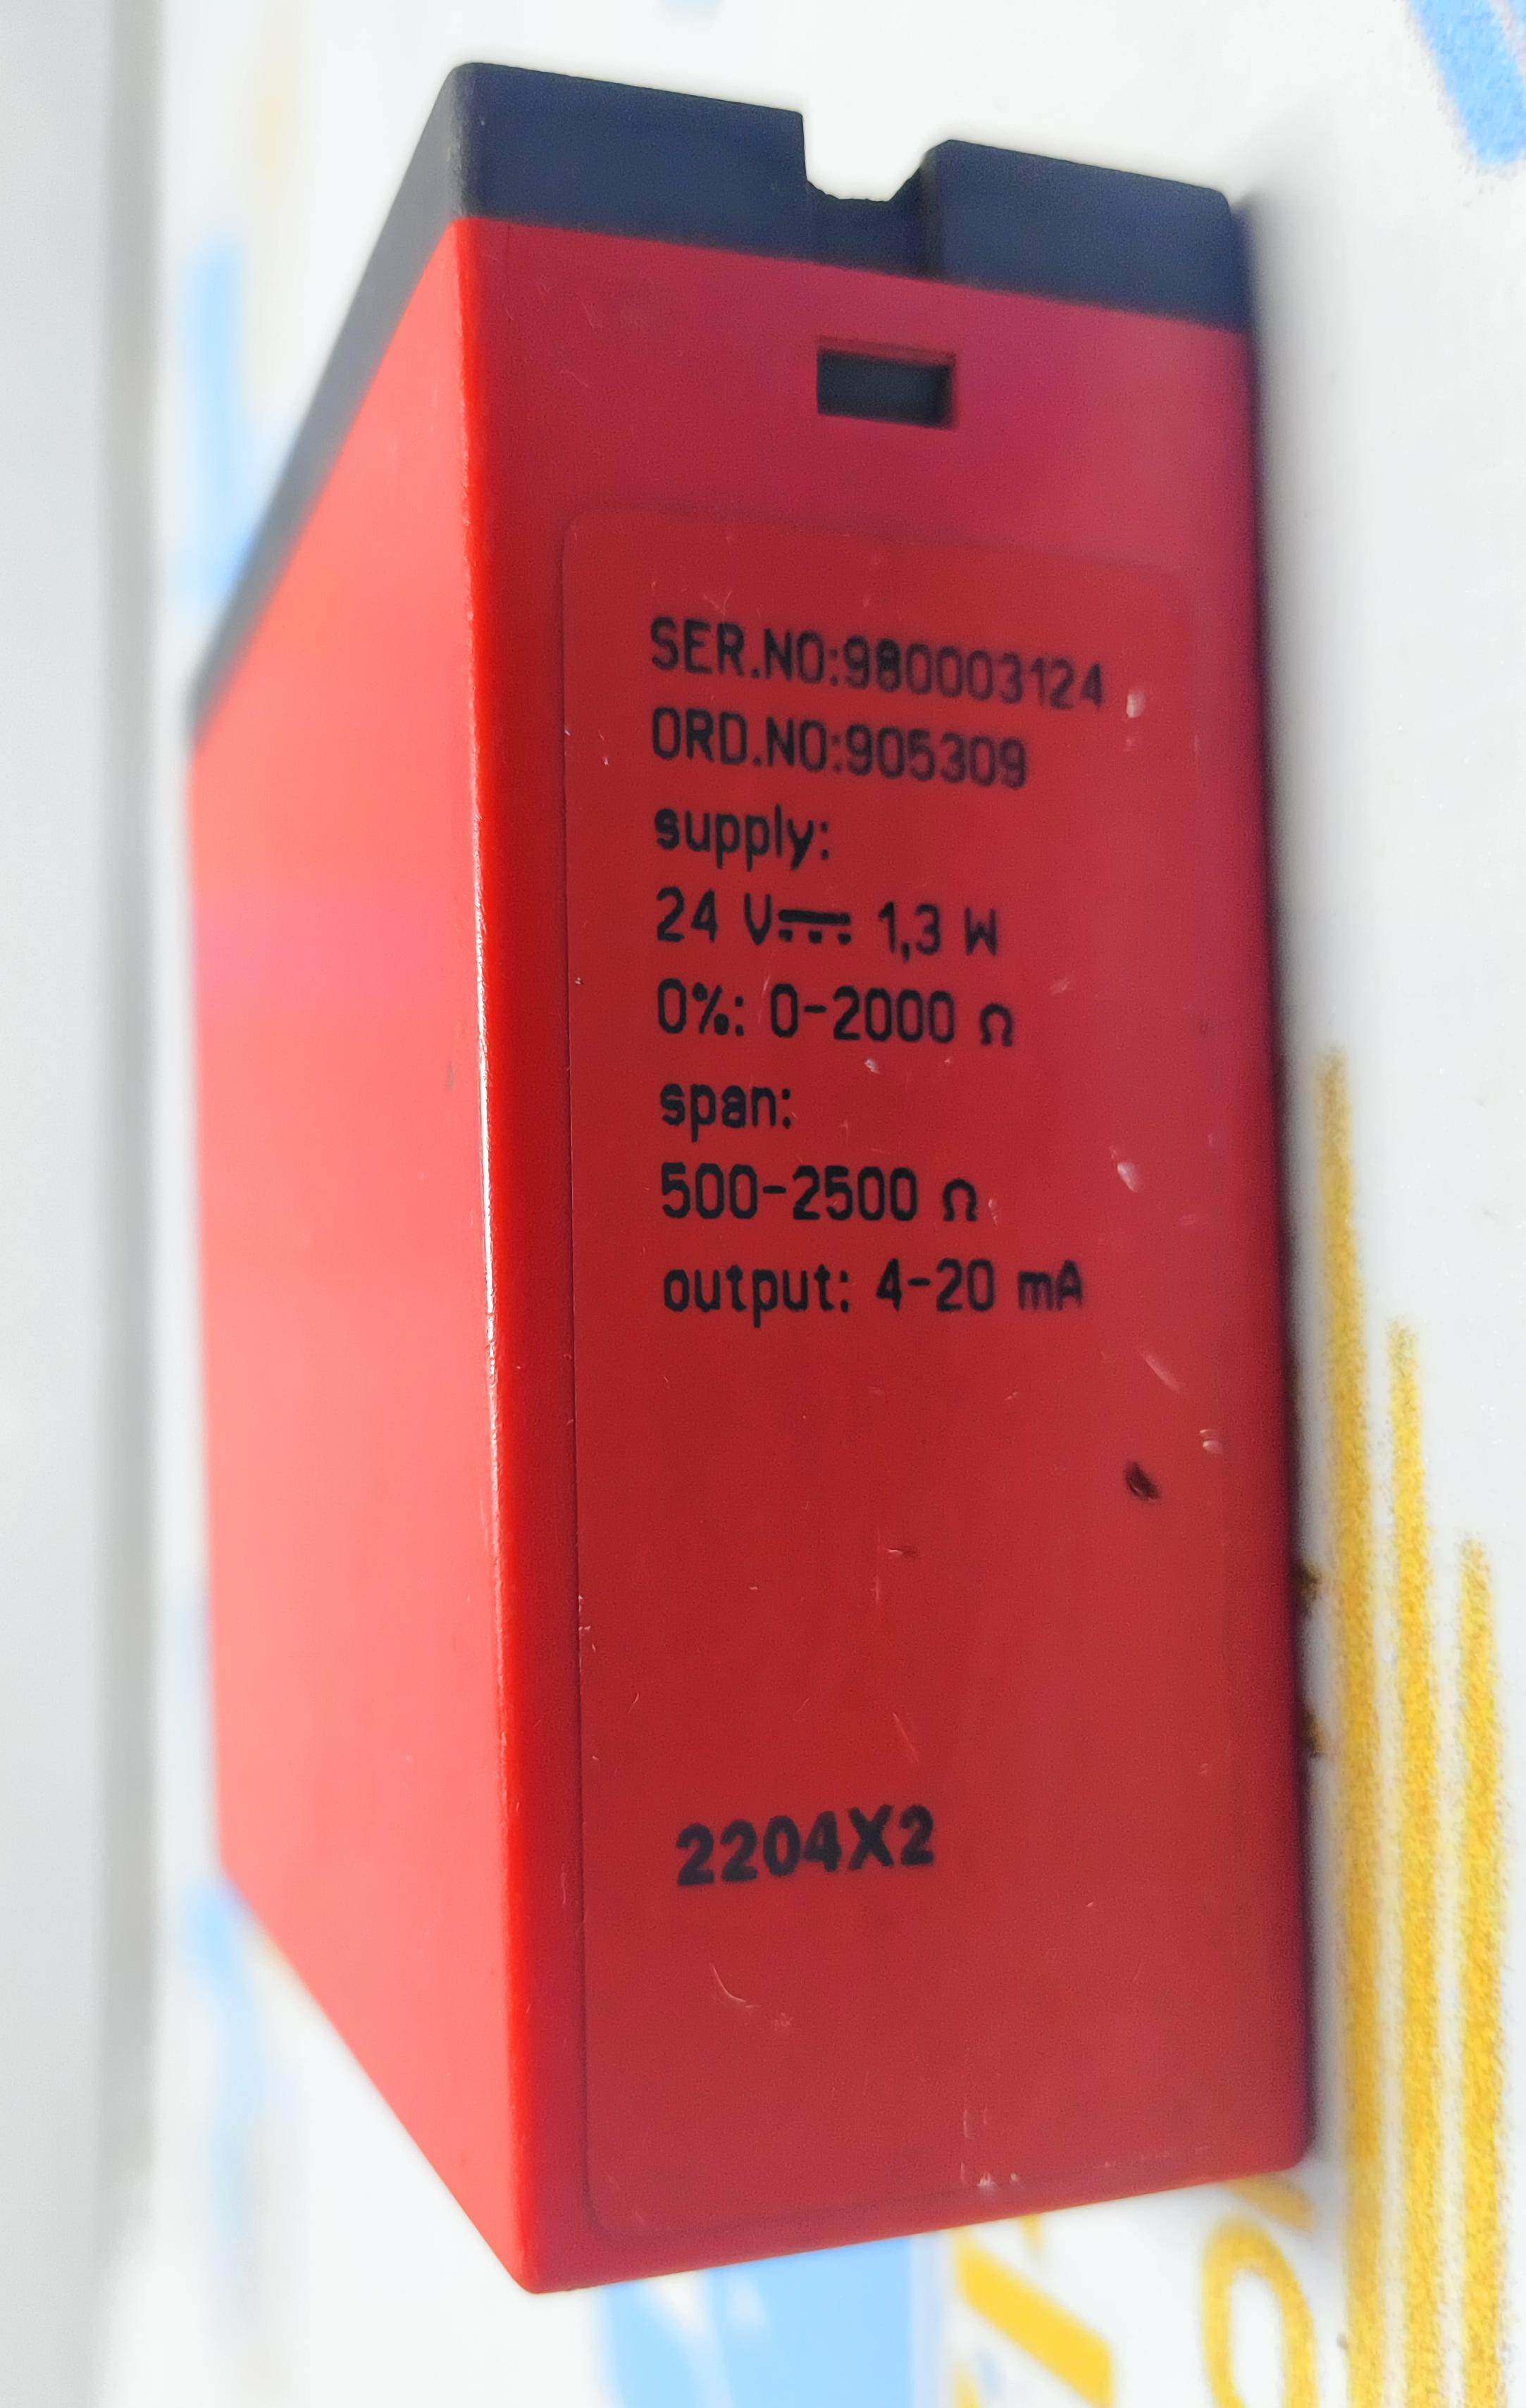 SER.NO:980003124
ORD.NO:905309
supply:
24 V⎓ 1,3 W
0%: 0-2000 Ω
span:
500-2500 Ω
output: 4-20 mA
2204X2